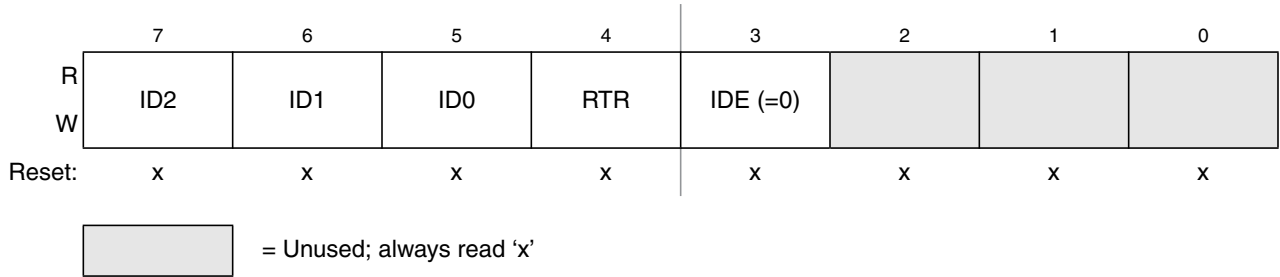 7 6 5 4 3 2 1 0
R
ID2 ID1 ID0 RTR IDE (=0)
W
Reset: x x x x x x x x
= Unused; always read ‘x’